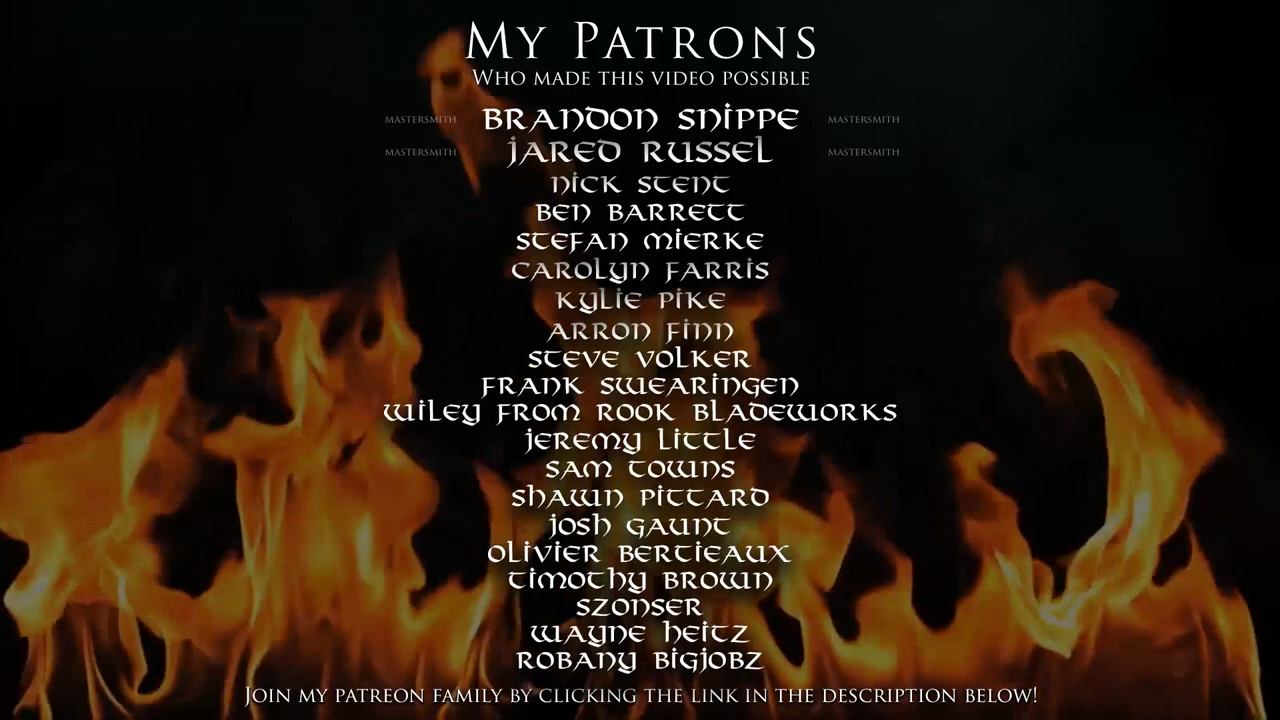 My Patrons
Who made this video possible
mastersmith Brandon Snippe mastersmith
mastersmith Jared Russel mastersmith
Nick Stent
Ben Barrett
Stefan Mierke
Carolyn Farris
Kylie Pike
Arron Finn
Steve Volker
Frank Swearingen
Wiley from Rook Bladeworks
Jeremy Little
Sam Towns
Shawn Pittard
Josh Gaunt
Olivier Bertieaux
Timothy Brown
Szonser
Wayne Heitz
Robany Bigjobz
Join my patreon family by clicking the link in the description below!